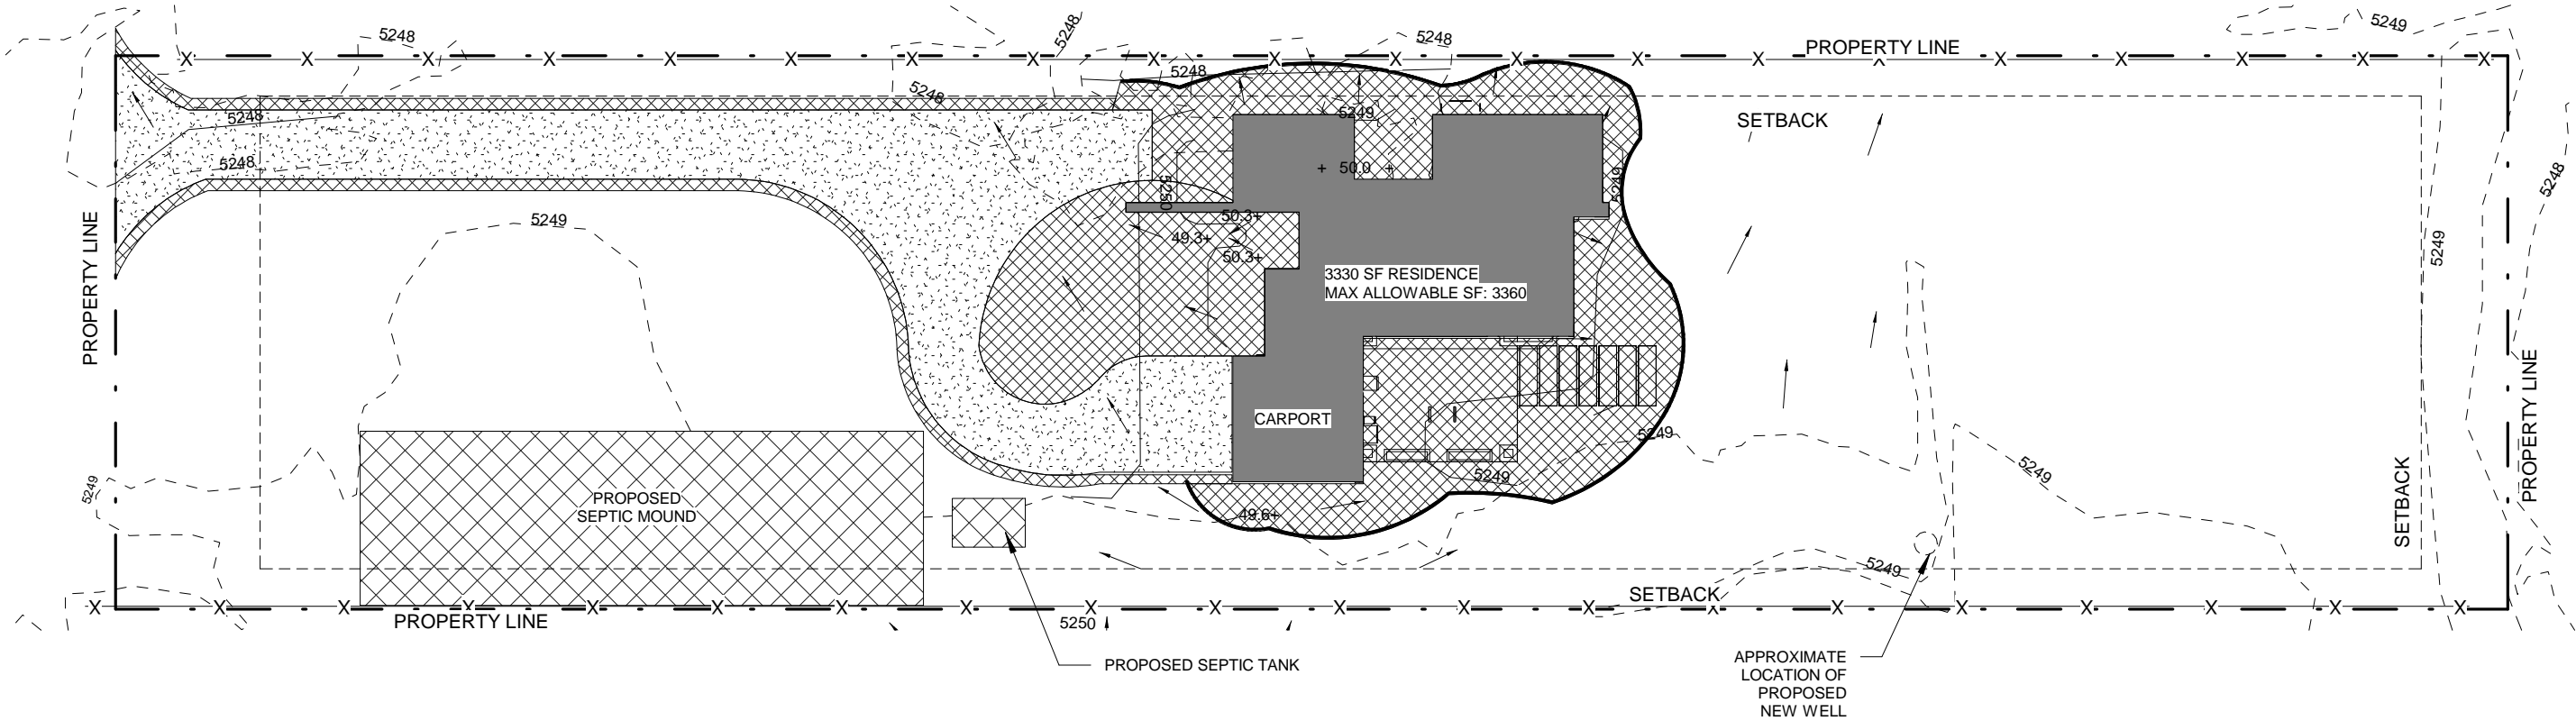 5248
5248
5248
5249
PROPERTY LINE
5248
5248
5248
5249
SETBACK
5248
50.0
5249
5250
5248
PROPERTY LINE
5249
50.3+
49.3+
50.3+
5249
3330 SF RESIDENCE
MAX ALLOWABLE SF: 3360
PROPERTY LINE
CARPORT
5249
5249
5249
5249
PROPOSED
SEPTIC MOUND
49.6+
SETBACK
5249
SETBACK
PROPERTY LINE
5250
PROPOSED SEPTIC TANK
APPROXIMATE
LOCATION OF
PROPOSED
NEW WELL